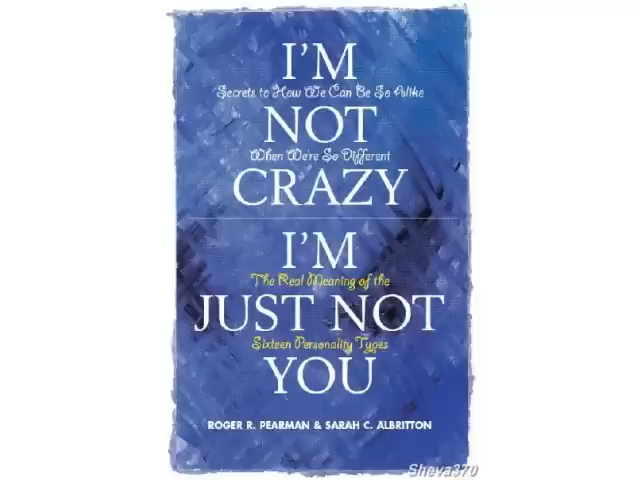 I'M
Secrets to How We Can Be So Alike
NOT
When We're So Different
CRAZY
I'M
The Real Meaning of the
JUST NOT
Sixteen Personality Types
YOU
ROGER R. PEARMAN & SARAH C. ALBRITTON
Sheva370